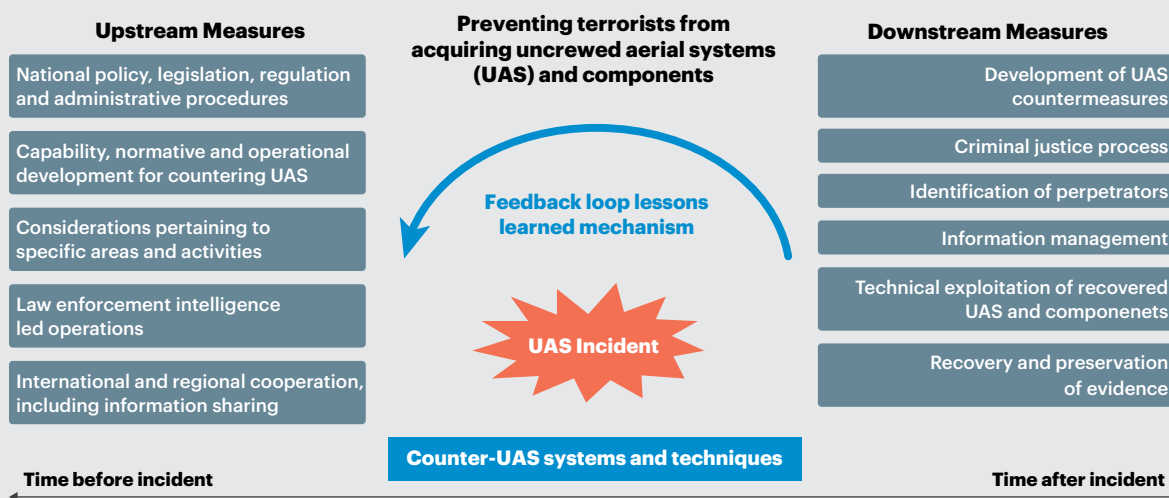 Upstream Measures
National policy, legislation, regulation
and administrative procedures
Capability, normative and operational
development for countering UAS
Considerations pertaining to
specific areas and activities
Law enforcement intelligence
led operations
International and regional cooperation,
including information sharing
Preventing terrorists from
acquiring uncrewed aerial systems
(UAS) and components
Feedback loop lessons
learned mechanism
UAS Incident
Counter-UAS systems and techniques
Downstream Measures
Development of UAS
countermeasures
Criminal justice process
Identification of perpetrators
Information management
Technical exploitation of recovered
UAS and componenets
Recovery and preservation
of evidence
Time before incident
Time after incident